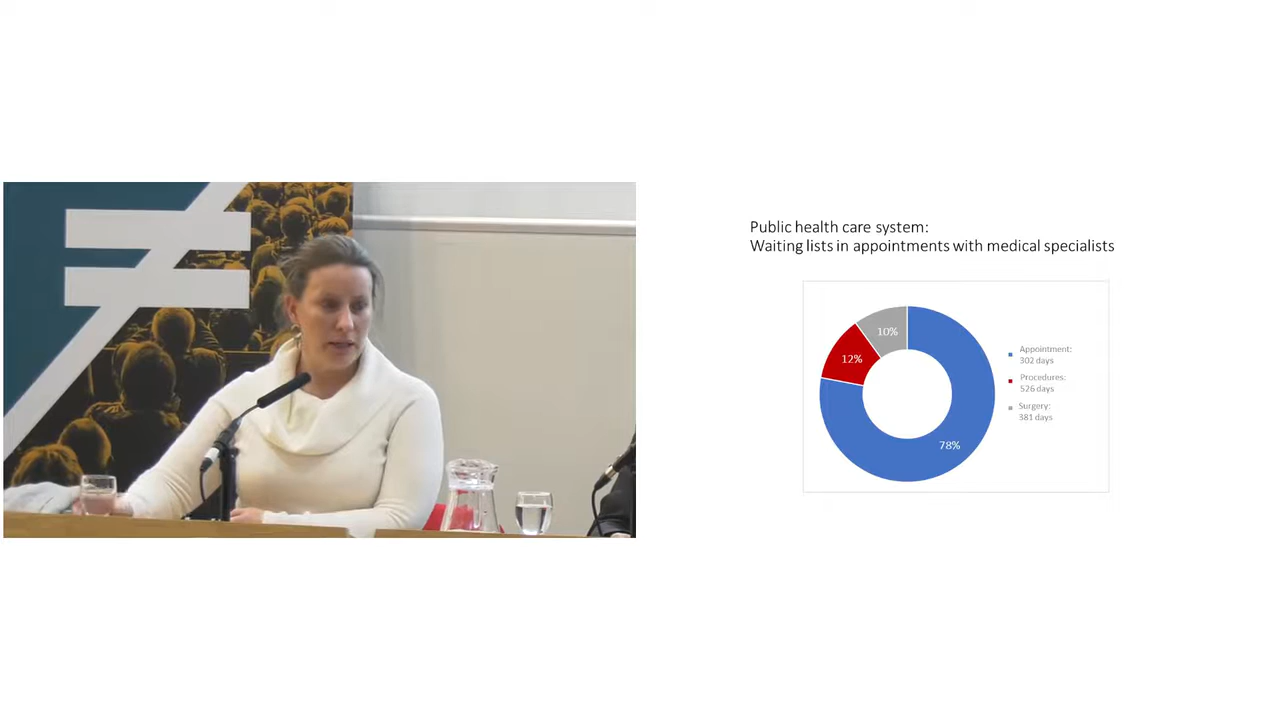 Public health care system:
Waiting lists in appointments with medical specialists
10%
12%
78%
Appointment:
302 days
Procedures:
526 days
Surgery:
381 days